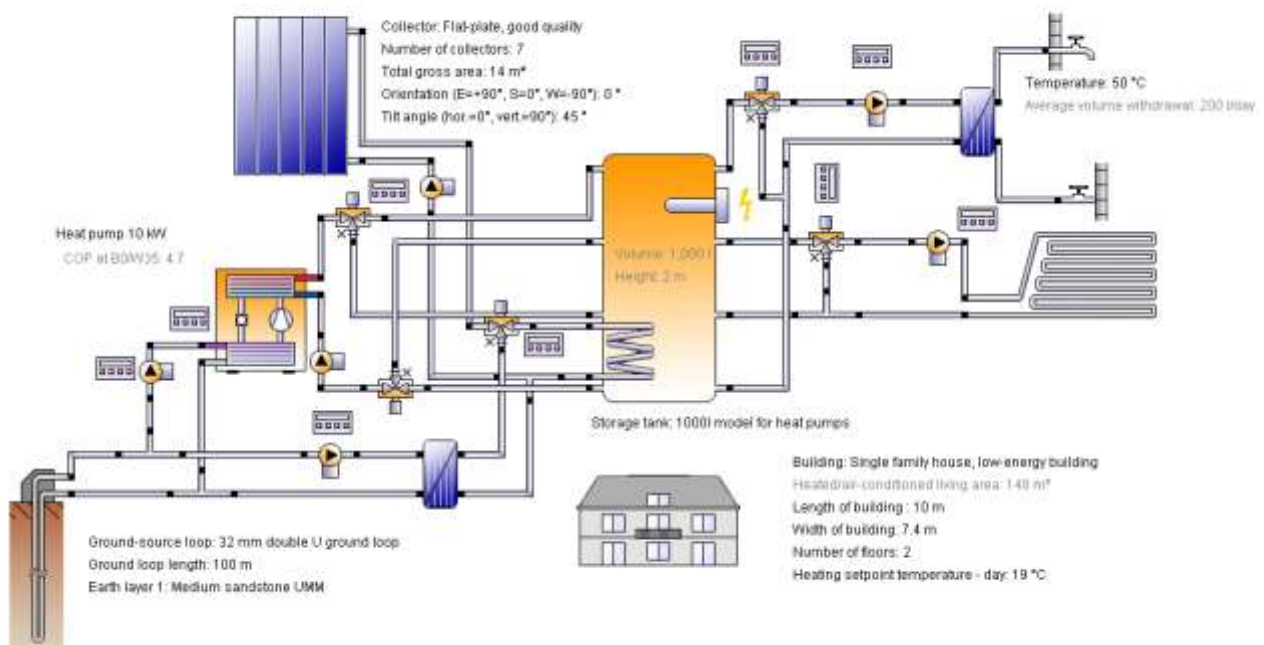 Collector: Flat-plate, good quality
Number of collectors: 7
Total gross area: 14 m²
Orientation (E=+90°, S=0°, W=-90°): 0 °
Tilt angle (hor.=0°, vert.=90°): 45 °
Temperature: 50 °C
Average volume withdrawal: 200 l/day
Heat pump 10 kW
COP at B0/W35: 4.7
Volume: 1,000 l
Height: 2 m
Storage tank: 1000l model for heat pumps
Building: Single family house, low-energy building
Heated/air-conditioned living area: 148 m²
Length of building : 10 m
Width of building: 7.4 m
Number of floors: 2
Heating setpoint temperature - day: 19 °C
Ground-source loop: 32 mm double U ground loop
Ground loop length: 100 m
Earth layer 1: Medium sandstone UMM